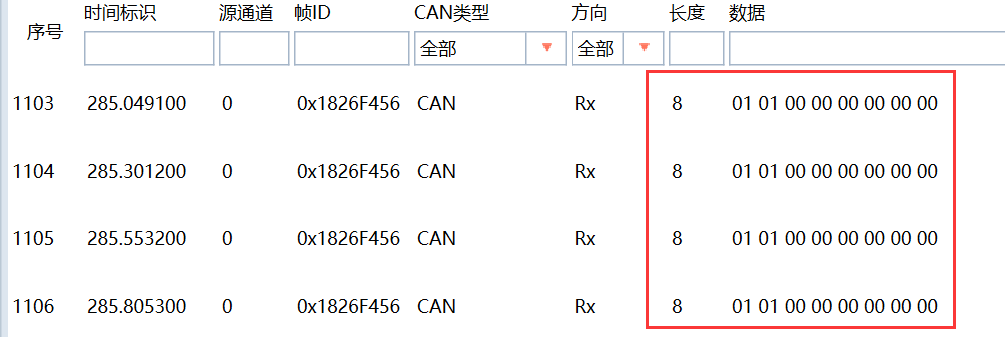 序号 时间标识 源通道 帧ID CAN类型 方向 长度 数据
全部 全部
1103 285.049100 0 0x1826F456 CAN Rx 8 01 01 00 00 00 00 00 00
1104 285.301200 0 0x1826F456 CAN Rx 8 01 01 00 00 00 00 00 00
1105 285.553200 0 0x1826F456 CAN Rx 8 01 01 00 00 00 00 00 00
1106 285.805300 0 0x1826F456 CAN Rx 8 01 01 00 00 00 00 00 00